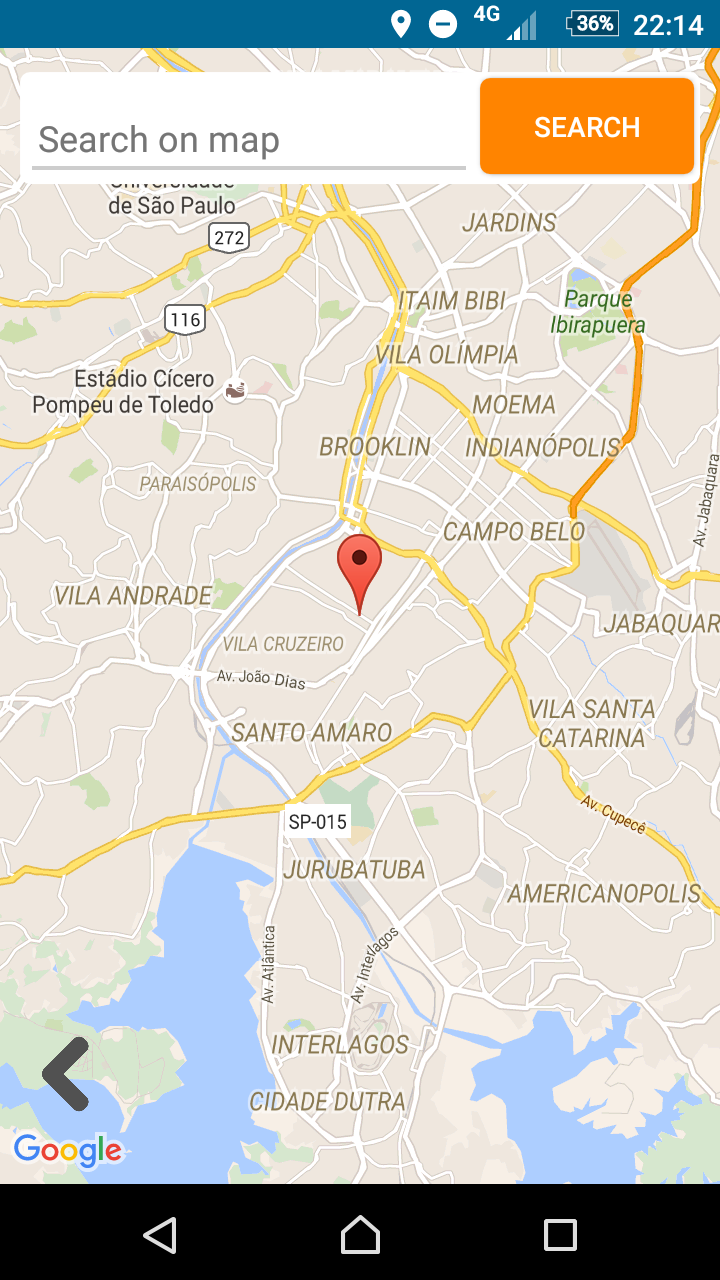 4G
36%
22:14
Search on map
SEARCH
Universidade
de São Paulo
272
JARDINS
116
ITAIM BIBI
Parque
Ibirapuera
VILA OLÍMPIA
Estádio Cícero
Pompeu de Toledo
MOEMA
BROOKLIN
INDIANÓPOLIS
PARAISÓPOLIS
Av. Jabaquara
CAMPO BELO
VILA ANDRADE
JABAQUAR
VILA CRUZEIRO
Av. João Dias
SANTO AMARO
VILA SANTA
CATARINA
SP-015
Av. Cupecê
JURUBATUBA
AMERICANOPOLIS
Av. Atlântica
Av. Interlagos
INTERLAGOS
CIDADE DUTRA
Google